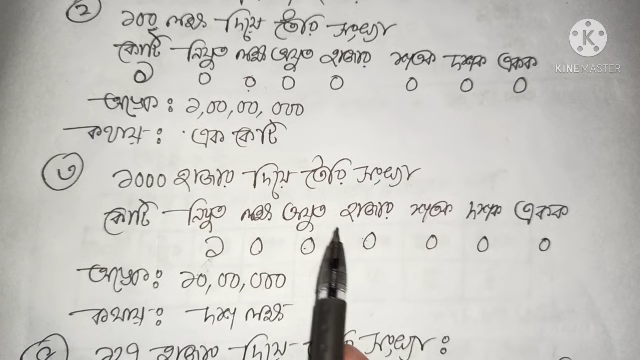 ২ ১০০ লক্ষ দিয়ে তৈরি সংখ্যা
কোটি নিযুত লক্ষ অযুত হাজার শতক দশক একক
১ ০ ০ ০ ০ ০ ০ ০
অঙ্কে : ১,০০,০০,০০০
কথায় : এক কোটি
৩ ১০০০ হাজার দিয়ে তৈরি সংখ্যা
কোটি নিযুত লক্ষ অযুত হাজার শতক দশক একক
১ ০ ০ ০ ০ ০ ০
অঙ্কে : ১০,০০,০০০
কথায় : দশ লক্ষ
হাজার দিয়ে সংখ্যা :
KINEMASTER